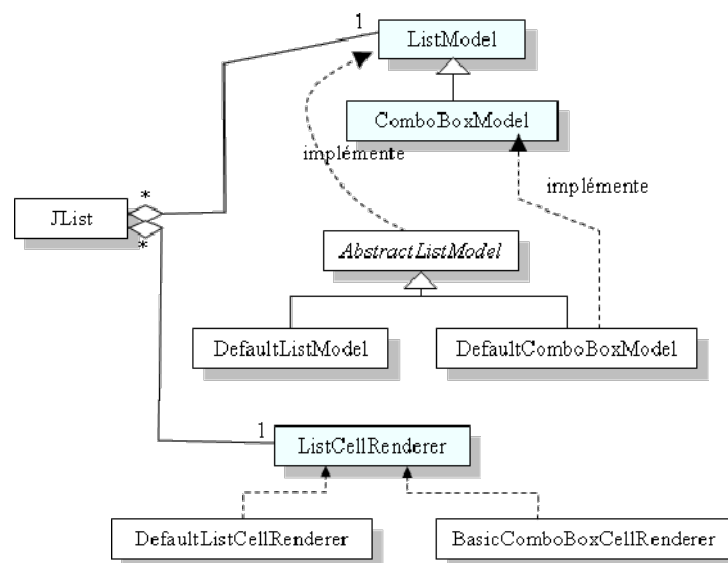 1
ListModel
ComboBoxModel
implémente
implémente
*
JList
*
AbstractListModel
DefaultListModel
DefaultComboBoxModel
1
ListCellRenderer
DefaultListCellRenderer
BasicComboBoxCellRenderer